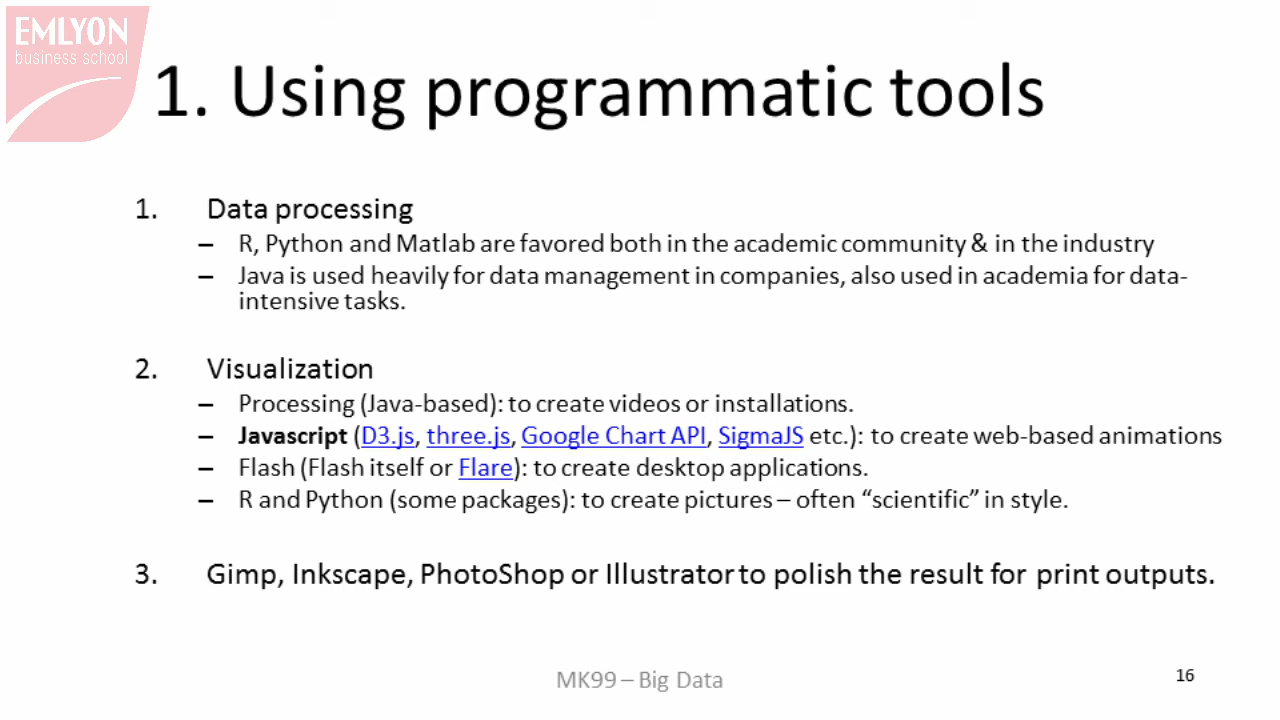 EMLYON
business school
1. Using programmatic tools
1. Data processing
– R, Python and Matlab are favored both in the academic community & in the industry
– Java is used heavily for data management in companies, also used in academia for data-
intensive tasks.
2. Visualization
– Processing (Java-based): to create videos or installations.
– Javascript (D3.js, three.js, Google Chart API, SigmaJS etc.): to create web-based animations
– Flash (Flash itself or Flare): to create desktop applications.
– R and Python (some packages): to create pictures – often “scientific” in style.
3. Gimp, Inkscape, PhotoShop or Illustrator to polish the result for print outputs.
MK99 – Big Data
16